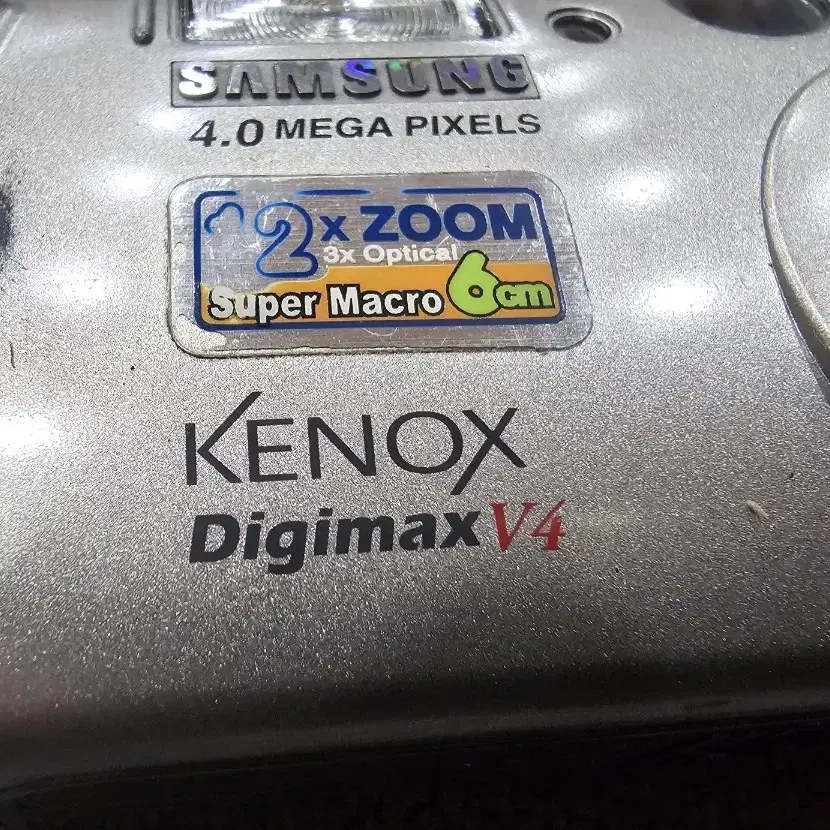 SAMSUNG
4.0 MEGA PIXELS
12x ZOOM
3x Optical
Super Macro 6cm
KENOX
Digimax V4